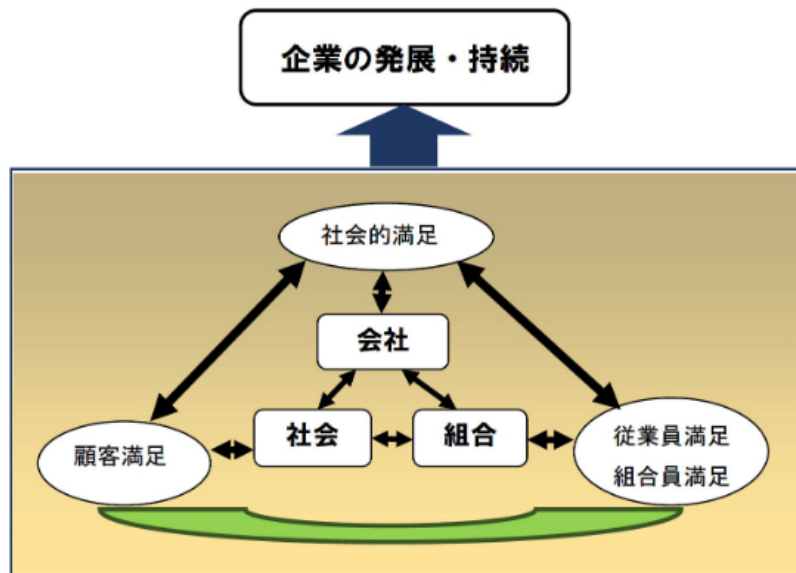 企業の発展・持続
社会的満足
会社
社会
組合
顧客満足
従業員満足
組合員満足